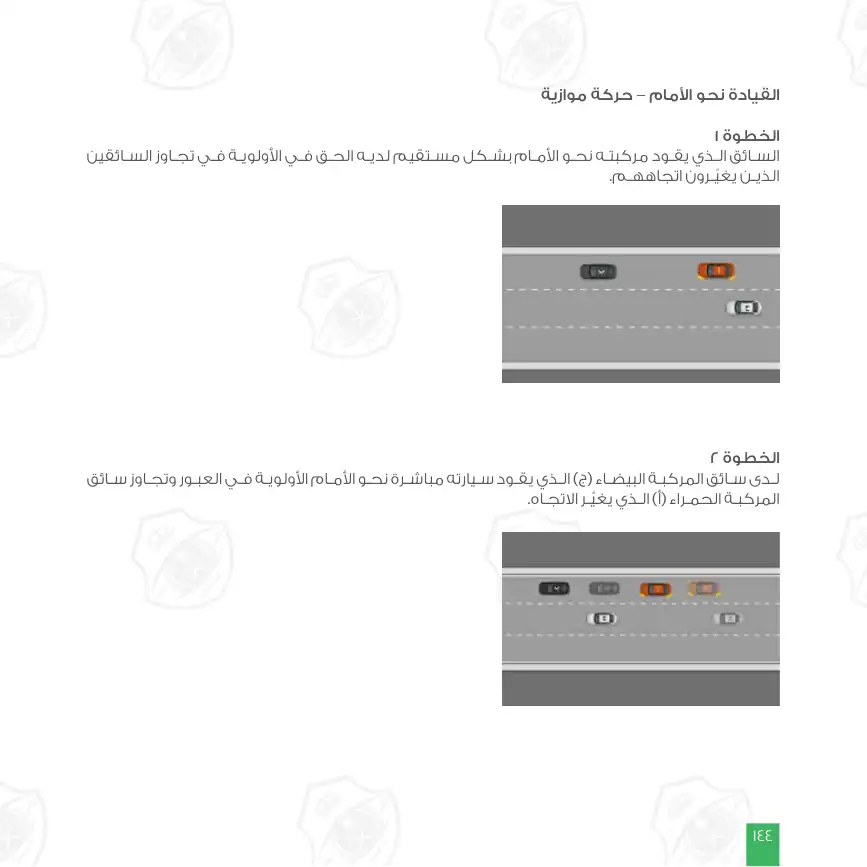 القيادة نحو الأمام – حركة موازية
الخطوة ١
السائق الذي يقود مركبته نحو الأمام بشكل مستقيم لديه الحق في الأولوية في تجاوز السائقين
الذين يغيّرون اتجاههم.
الخطوة ٢
لدى سائق المركبة البيضاء (ج) الذي يقود سيارته مباشرة نحو الأمام الأولوية في العبور وتجاوز سائق
المركبة الحمراء (أ) الذي يغيّر الاتجاه.
١٤٤